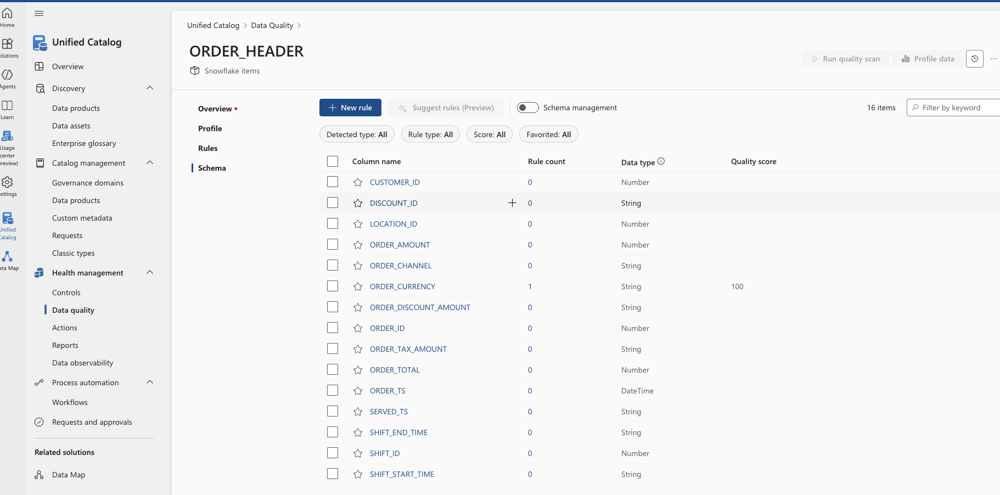 Home
olutions
Agents
Learn
Usage
center
preview)
ettings
Unified
Catalog
ata Map
Unified Catalog
Overview
Discovery
Data products
Data assets
Enterprise glossary
Catalog management
Governance domains
Data products
Custom metadata
Requests
Classic types
Health management
Controls
Data quality
Actions
Reports
Data observability
Process automation
Workflows
Requests and approvals
Related solutions
Data Map
Unified Catalog > Data Quality >
ORDER_HEADER
Snowflake items
Run quality scan Profile data ...
Overview
Profile
Rules
Schema
+ New rule Suggest rules (Preview) Schema management 16 items Filter by keyword
Detected type: All Rule type: All Score: All Favorited: All
Column name Rule count Data type Quality score
CUSTOMER_ID 0 Number
DISCOUNT_ID 0 String
LOCATION_ID 0 Number
ORDER_AMOUNT 0 Number
ORDER_CHANNEL 0 String
ORDER_CURRENCY 1 String 100
ORDER_DISCOUNT_AMOUNT 0 String
ORDER_ID 0 Number
ORDER_TAX_AMOUNT 0 String
ORDER_TOTAL 0 Number
ORDER_TS 0 DateTime
SERVED_TS 0 String
SHIFT_END_TIME 0 String
SHIFT_ID 0 Number
SHIFT_START_TIME 0 String